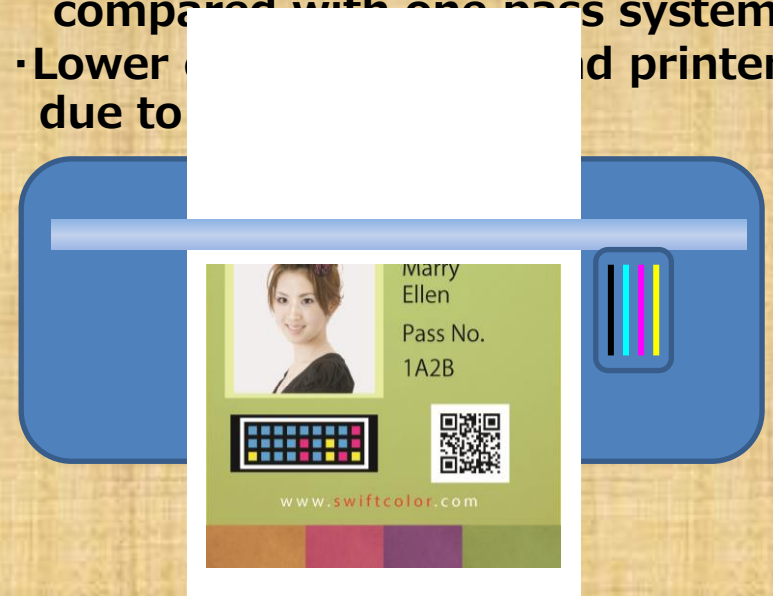 compared with one pass system
·Lower d printer
due to
Marry
Ellen
Pass No.
1A2B
www.swiftcolor.com